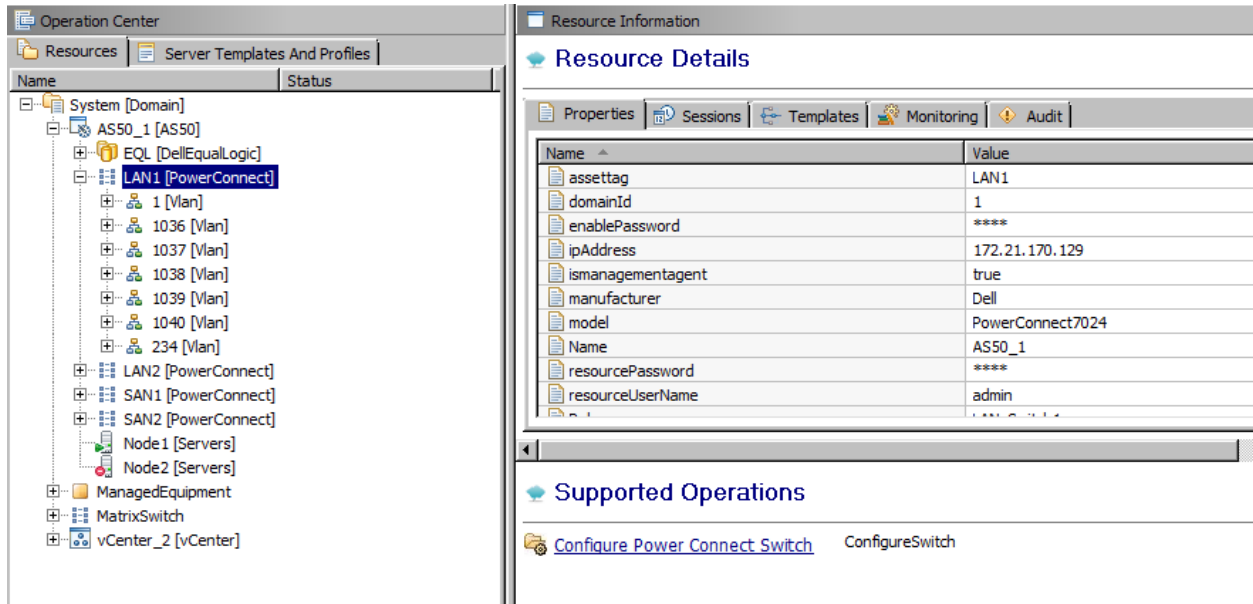 Operation Center
Resources
Server Templates And Profiles
Name Status
System [Domain]
AS50_1 [AS50]
EQL [DellEqualLogic]
LAN1 [PowerConnect]
1 [Vlan]
1036 [Vlan]
1037 [Vlan]
1038 [Vlan]
1039 [Vlan]
1040 [Vlan]
234 [Vlan]
LAN2 [PowerConnect]
SAN1 [PowerConnect]
SAN2 [PowerConnect]
Node1 [Servers]
Node2 [Servers]
ManagedEquipment
MatrixSwitch
vCenter_2 [vCenter]
Resource Information
Resource Details
Properties Sessions Templates Monitoring Audit
Name Value
assettag LAN1
domainId 1
enablePassword ****
ipAddress 172.21.170.129
ismanagementagent true
manufacturer Dell
model PowerConnect7024
Name AS50_1
resourcePassword ****
resourceUserName admin
Supported Operations
Configure Power Connect Switch ConfigureSwitch